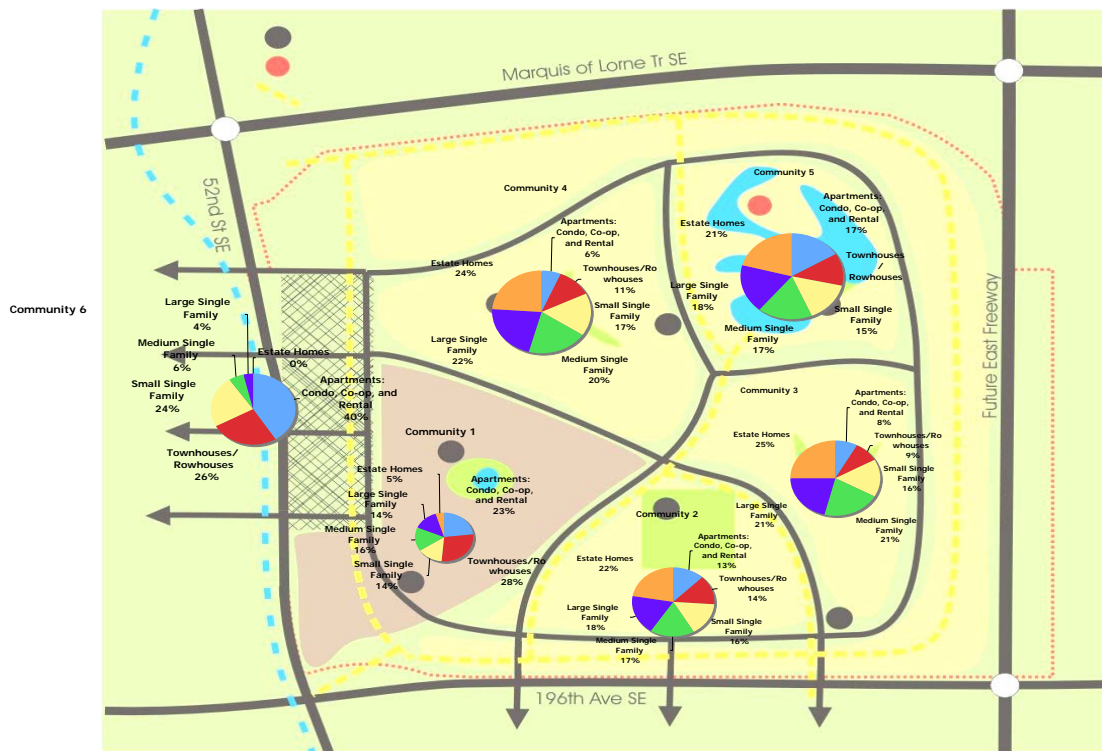 Marquis of Lorne Tr SE
52nd St SE
Future East Freeway
196th Ave SE
Community 4
Apartments:
Condo, Co-op,
and Rental
6%
Townhouses/Ro
whouses
11%
Small Single
Family
17%
Medium Single
Family
20%
Large Single
Family
22%
Estate Homes
24%
Community 5
Apartments:
Condo, Co-op,
and Rental
17%
Townhouses
/
Rowhouses
Small Single
Family
15%
Medium Single
Family
17%
Large Single
Family
18%
Estate Homes
21%
Community 6
Large Single
Family
4%
Estate Homes
0%
Medium Single
Family
6%
Small Single
Family
24%
Apartments:
Condo, Co-op, and
Rental
40%
Townhouses/
Rowhouses
26%
Community 3
Apartments:
Condo, Co-op,
and Rental
8%
Townhouses/Ro
whouses
9%
Small Single
Family
16%
Medium Single
Family
21%
Large Single
Family
21%
Estate Homes
25%
Community 1
Estate Homes
5%
Apartments:
Condo, Co-op,
and Rental
23%
Large Single
Family
14%
Medium Single
Family
16%
Small Single
Family
14%
Townhouses/Ro
whouses
28%
Community 2
Apartments:
Condo, Co-op,
and Rental
13%
Townhouses/Ro
whouses
14%
Small Single
Family
16%
Medium Single
Family
17%
Large Single
Family
18%
Estate Homes
22%